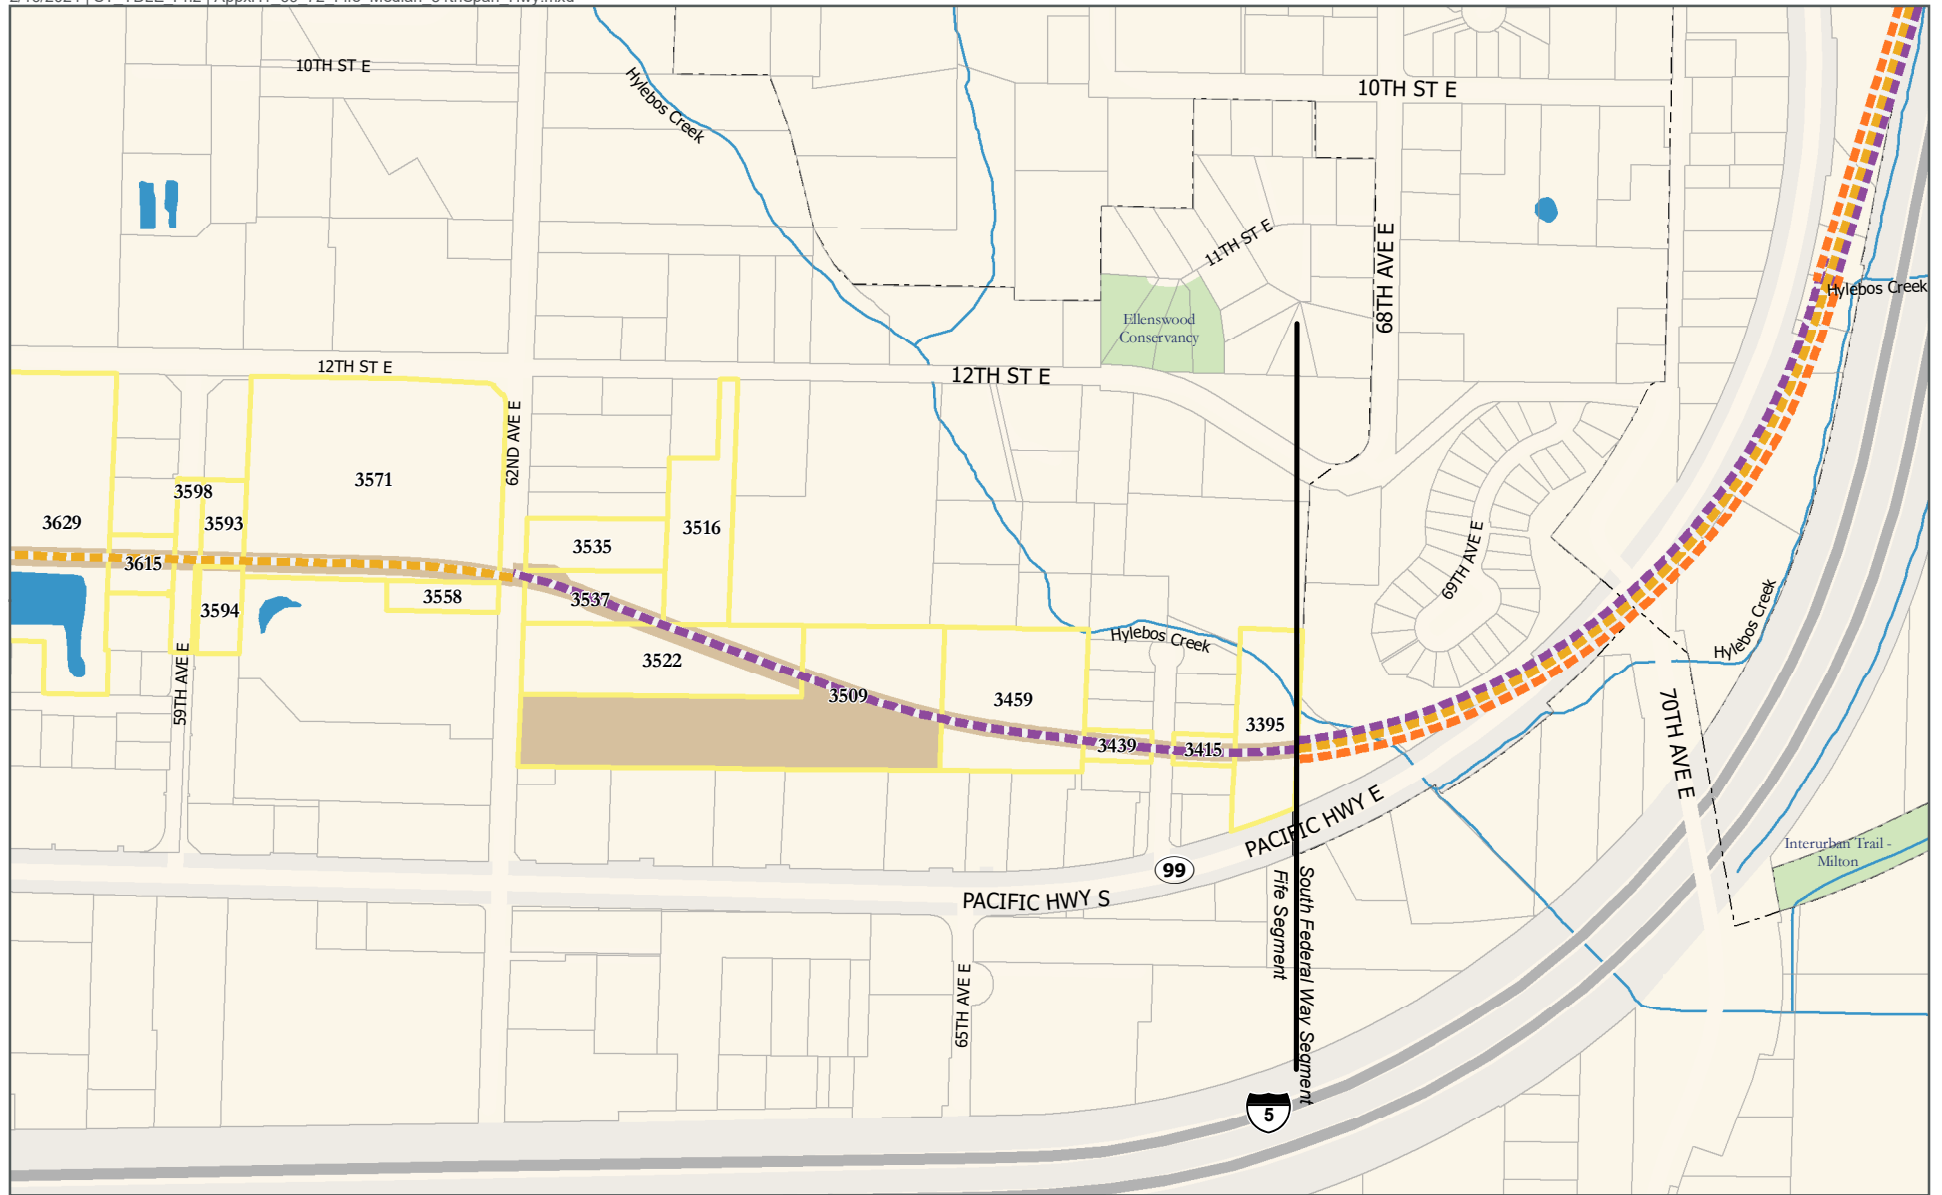 10TH ST E
10TH ST E
Hylebos Creek
11TH ST E
68TH AVE E
Hylebos Creek
Ellenswood
Conservancy
12TH ST E
12TH ST E
62ND AVE E
3571
3598
3593
3629
3516
3535
3615
3537
3558
3594
69TH AVE E
Hylebos Creek
Hylebos Creek
59TH AVE E
3522
3509
3459
3395
3439
3415
70TH AVE E
PACIFIC HWY E
99
PACIFIC HWY S
Interurban Trail -
Milton
Fife Segment
South Federal Way Segment
65TH AVE E
5